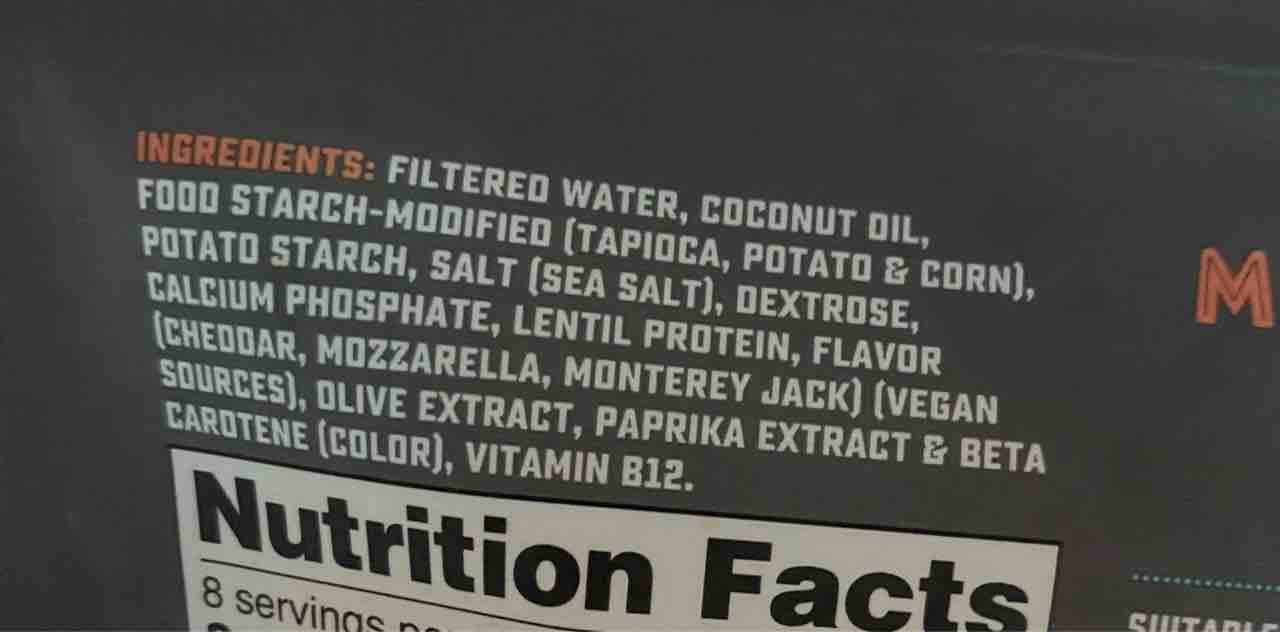 INGREDIENTS: FILTERED WATER, COCONUT OIL,
FOOD STARCH-MODIFIED (TAPIOCA, POTATO & CORN),
POTATO STARCH, SALT (SEA SALT), DEXTROSE,
CALCIUM PHOSPHATE, LENTIL PROTEIN, FLAVOR
(CHEDDAR, MOZZARELLA, MONTEREY JACK) (VEGAN
SOURCES), OLIVE EXTRACT, PAPRIKA EXTRACT & BETA
CAROTENE (COLOR), VITAMIN B12.
Nutrition Facts
8 servings
M